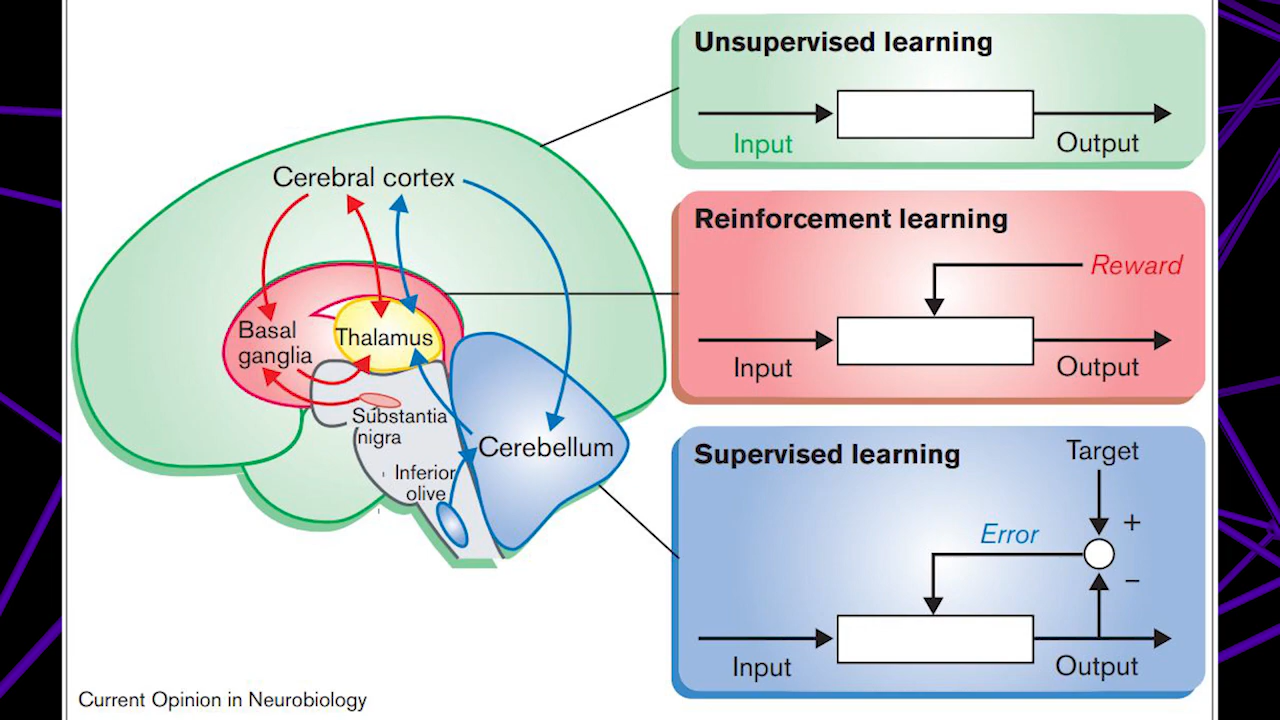 Unsupervised learning
Input
Output
Cerebral cortex
Reinforcement learning
Reward
Input
Output
Basal
ganglia
Thalamus
Substantia
nigra
Inferior
olive
Cerebellum
Supervised learning
Target
+
Error
−
Input
Output
Current Opinion in Neurobiology